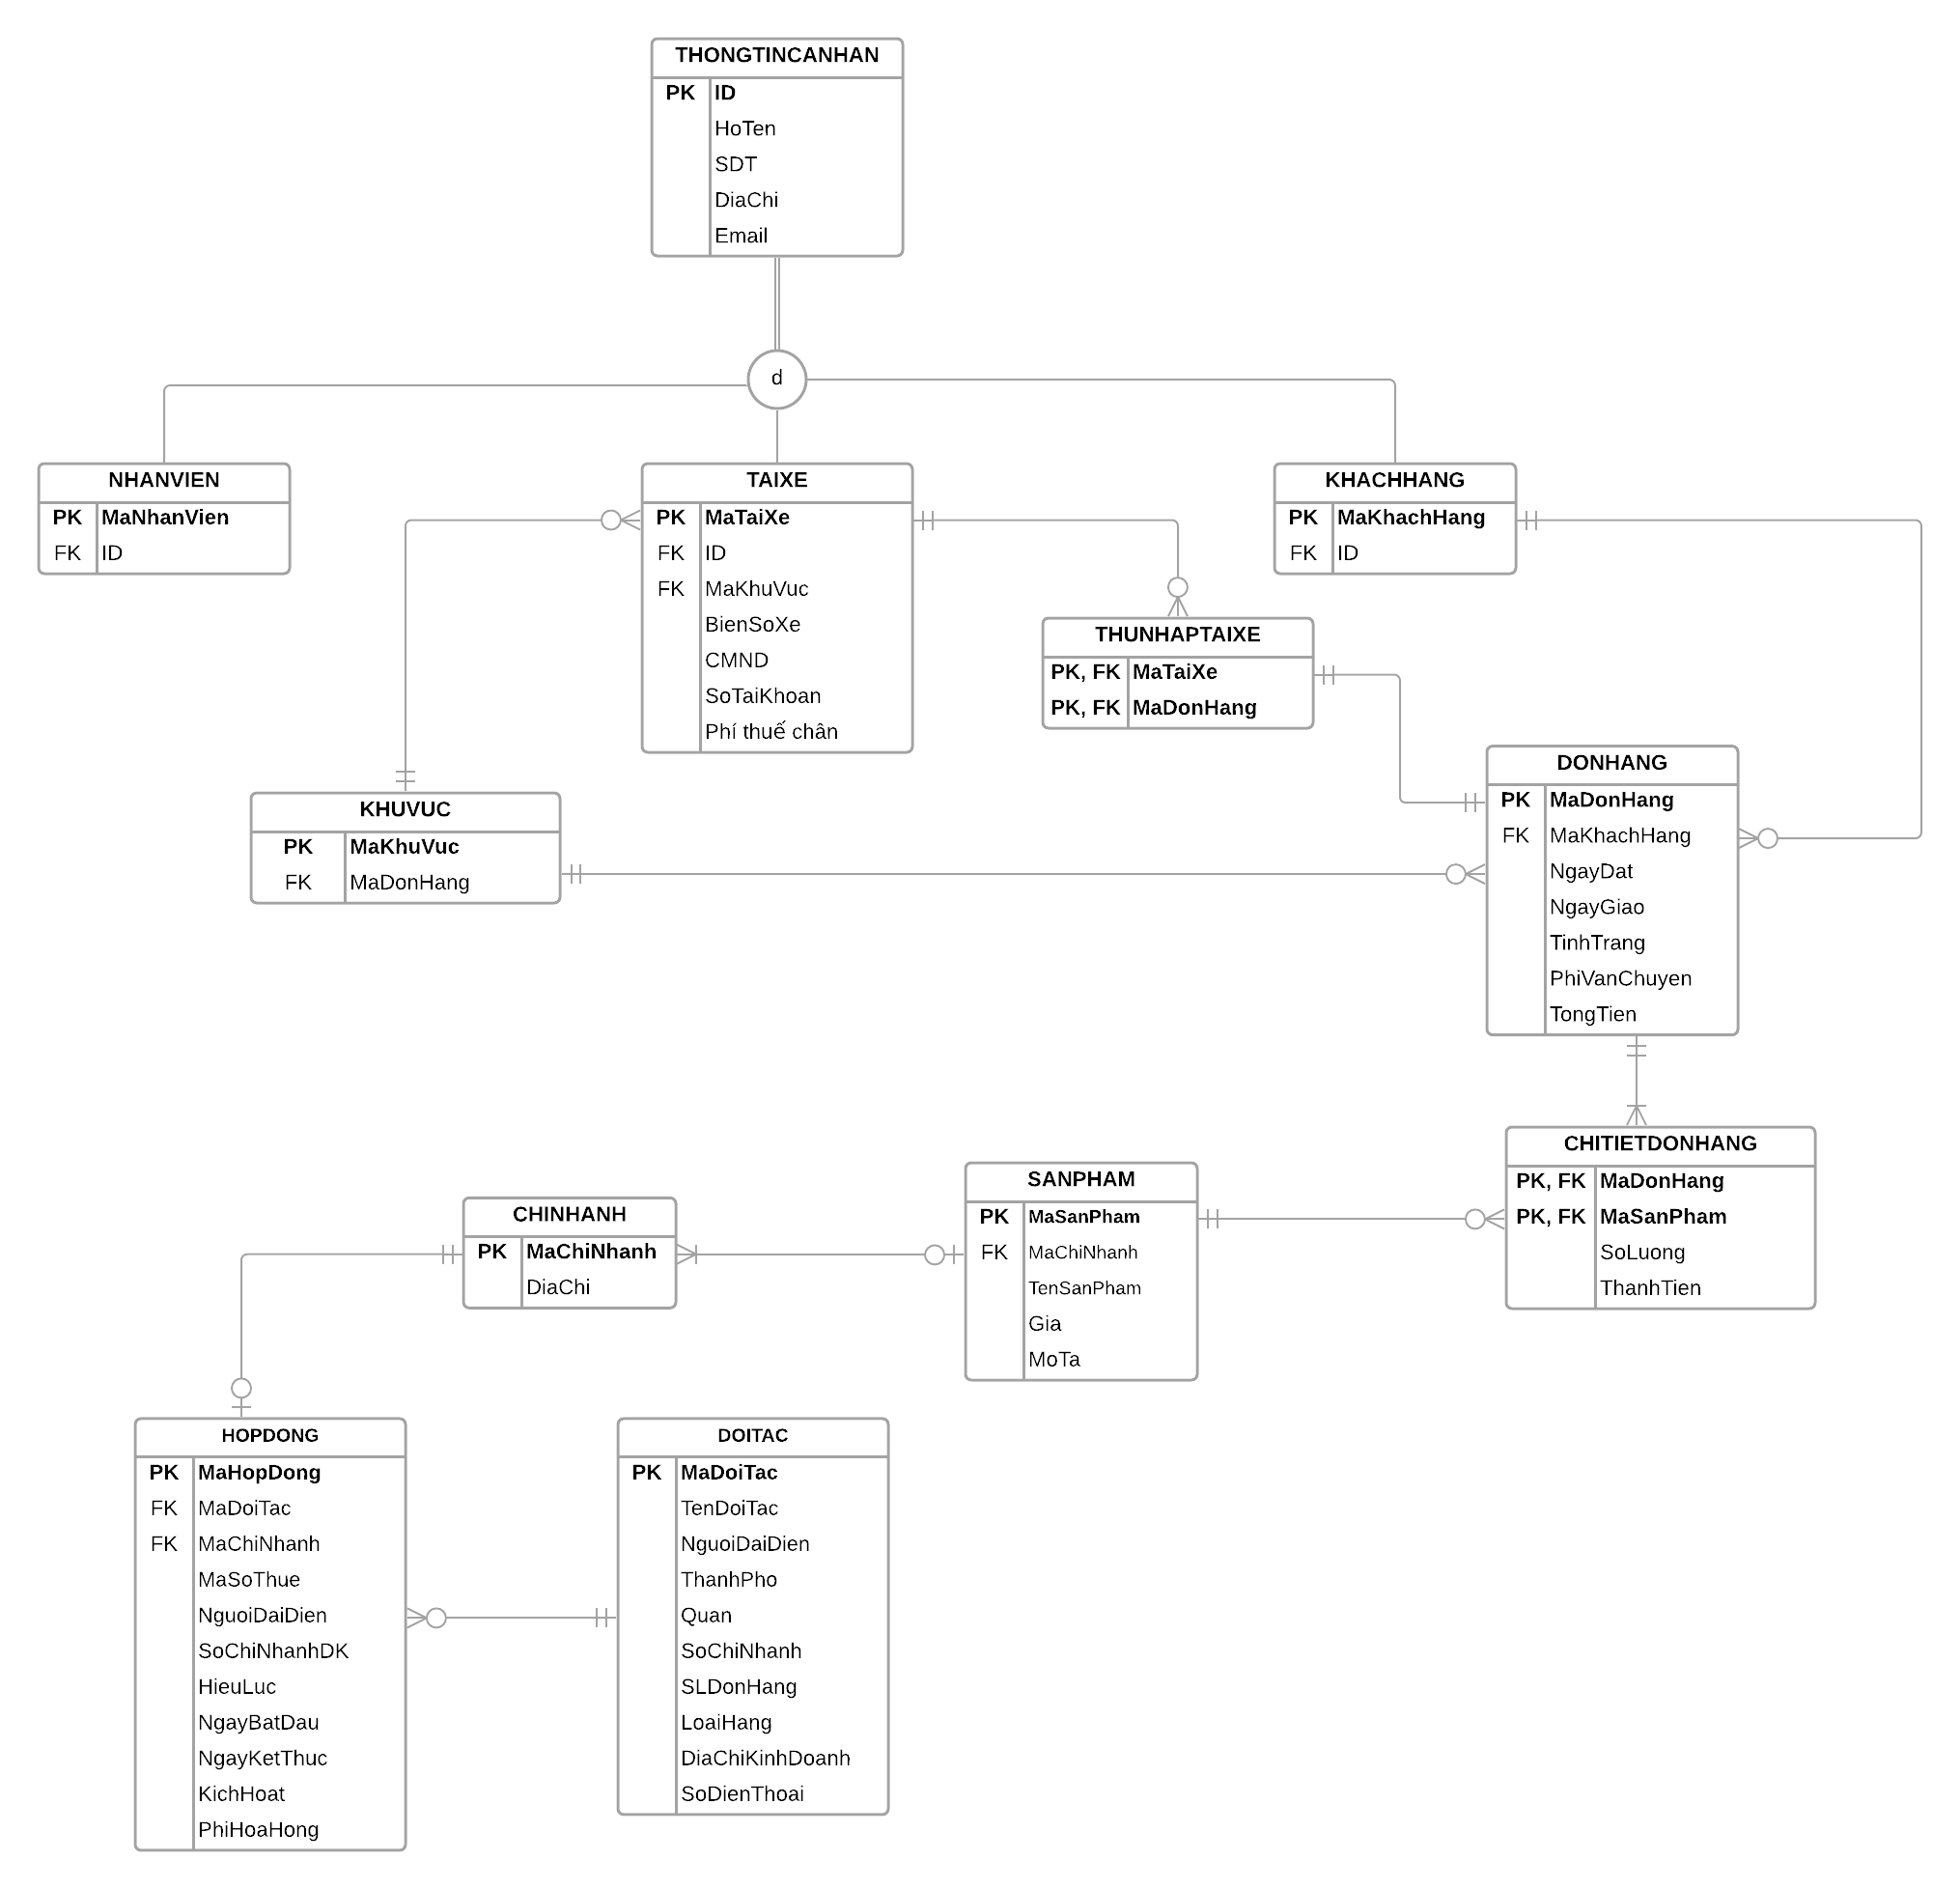 THONGTINCANHAN
PK ID
HoTen
SDT
DiaChi
Email
d
NHANVIEN
PK MaNhanVien
FK ID
TAIXE
PK MaTaiXe
FK ID
FK MaKhuVuc
BienSoXe
CMND
SoTaiKhoan
Phí thuế chân
KHACHHANG
PK MaKhachHang
FK ID
THUNHAPTAIXE
PK, FK MaTaiXe
PK, FK MaDonHang
KHUVUC
PK MaKhuVuc
FK MaDonHang
DONHANG
PK MaDonHang
FK MaKhachHang
NgayDat
NgayGiao
TinhTrang
PhiVanChuyen
TongTien
CHITIETDONHANG
PK, FK MaDonHang
PK, FK MaSanPham
SoLuong
ThanhTien
SANPHAM
PK MaSanPham
FK MaChiNhanh
TenSanPham
Gia
MoTa
CHINHANH
PK MaChiNhanh
DiaChi
HOPDONG
PK MaHopDong
FK MaDoiTac
FK MaChiNhanh
MaSoThue
NguoiDaiDien
SoChiNhanhDK
HieuLuc
NgayBatDau
NgayKetThuc
KichHoat
PhiHoaHong
DOITAC
PK MaDoiTac
TenDoiTac
NguoiDaiDien
ThanhPho
Quan
SoChiNhanh
SLDonHang
LoaiHang
DiaChiKinhDoanh
SoDienThoai